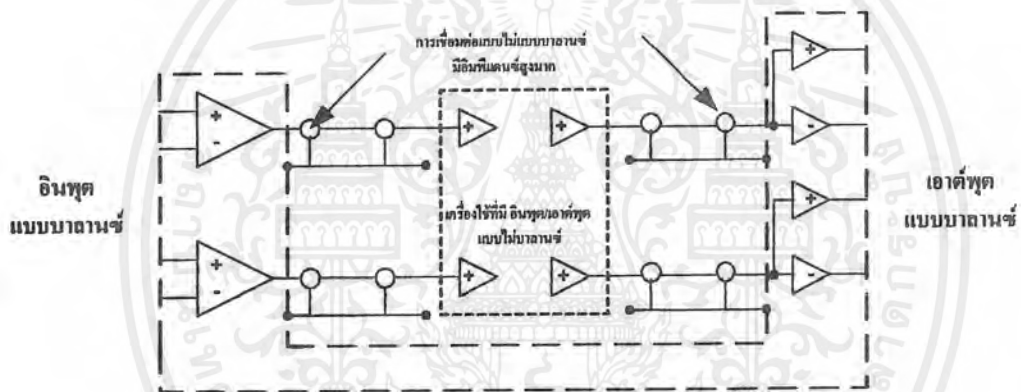 การเชื่อมต่อแบบไม่แบบบาลานซ์
มีอิมพีแดนซ์สูงมาก
+
-
+
-
+
+
+
-
อินพุต
แบบบาลานซ์
เครื่องใช้ที่มี อินพุต/เอาต์พุต
แบบไม่บาลานซ์
เอาต์พุต
แบบบาลานซ์
+
-
+
+
+
-